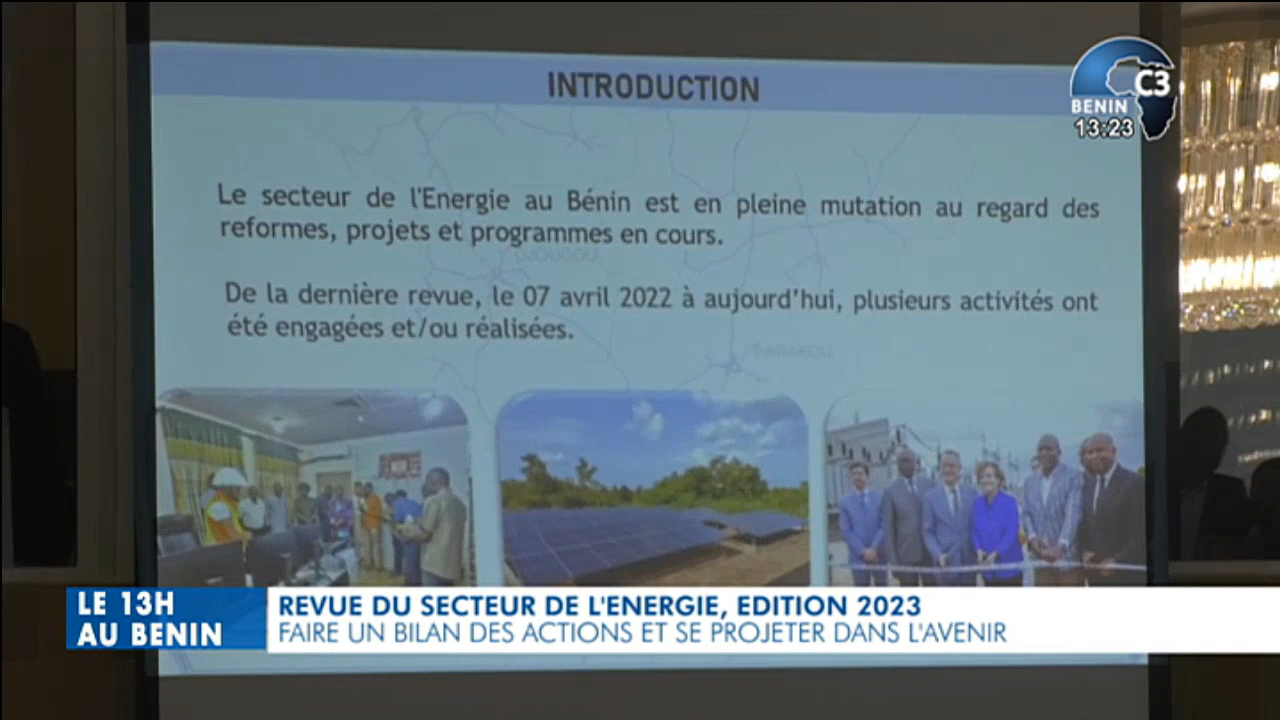 INTRODUCTION
C3
BENIN
13:23
Le secteur de l'Energie au Bénin est en pleine mutation au regard des
reformes, projets et programmes en cours.
DJOUGOU
De la dernière revue, le 07 avril 2022 à aujourd'hui, plusieurs activités ont
été engagées et/ou réalisées.
PARAKOU
LE 13H
AU BENIN
REVUE DU SECTEUR DE L'ENERGIE, EDITION 2023
FAIRE UN BILAN DES ACTIONS ET SE PROJETER DANS L'AVENIR